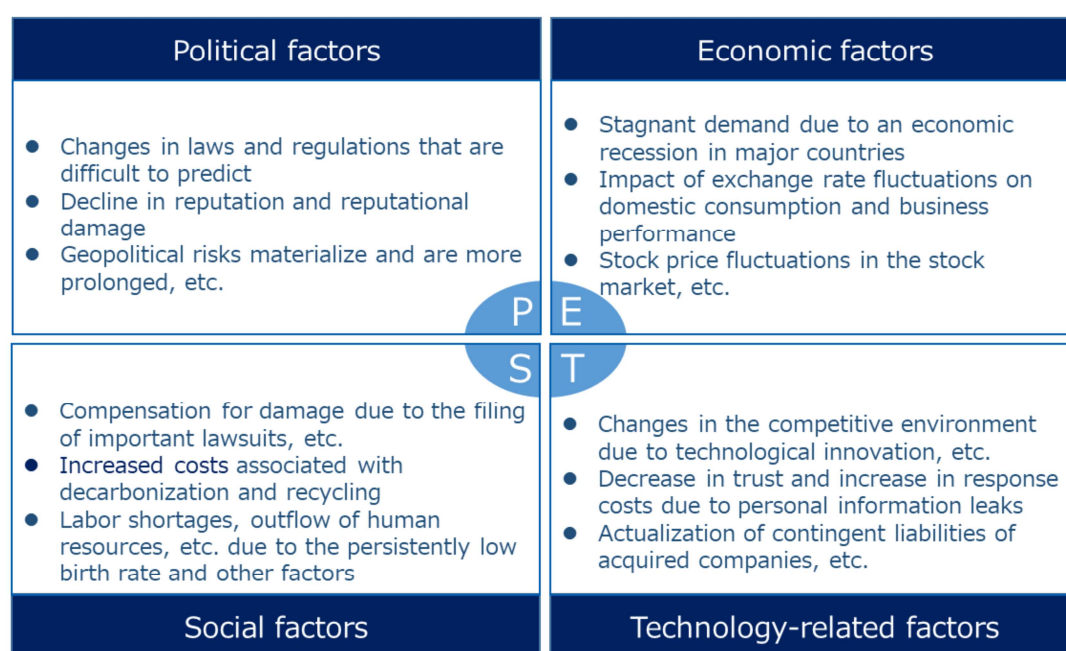 Political factors
● Changes in laws and regulations that are
difficult to predict
● Decline in reputation and reputational
damage
● Geopolitical risks materialize and are more
prolonged, etc.
Economic factors
● Stagnant demand due to an economic
recession in major countries
● Impact of exchange rate fluctuations on
domestic consumption and business
performance
● Stock price fluctuations in the stock
market, etc.
P E
S T
● Compensation for damage due to the filing
of important lawsuits, etc.
● Increased costs associated with
decarbonization and recycling
● Labor shortages, outflow of human
resources, etc. due to the persistently low
birth rate and other factors
Social factors
● Changes in the competitive environment
due to technological innovation, etc.
● Decrease in trust and increase in response
costs due to personal information leaks
● Actualization of contingent liabilities of
acquired companies, etc.
Technology-related factors